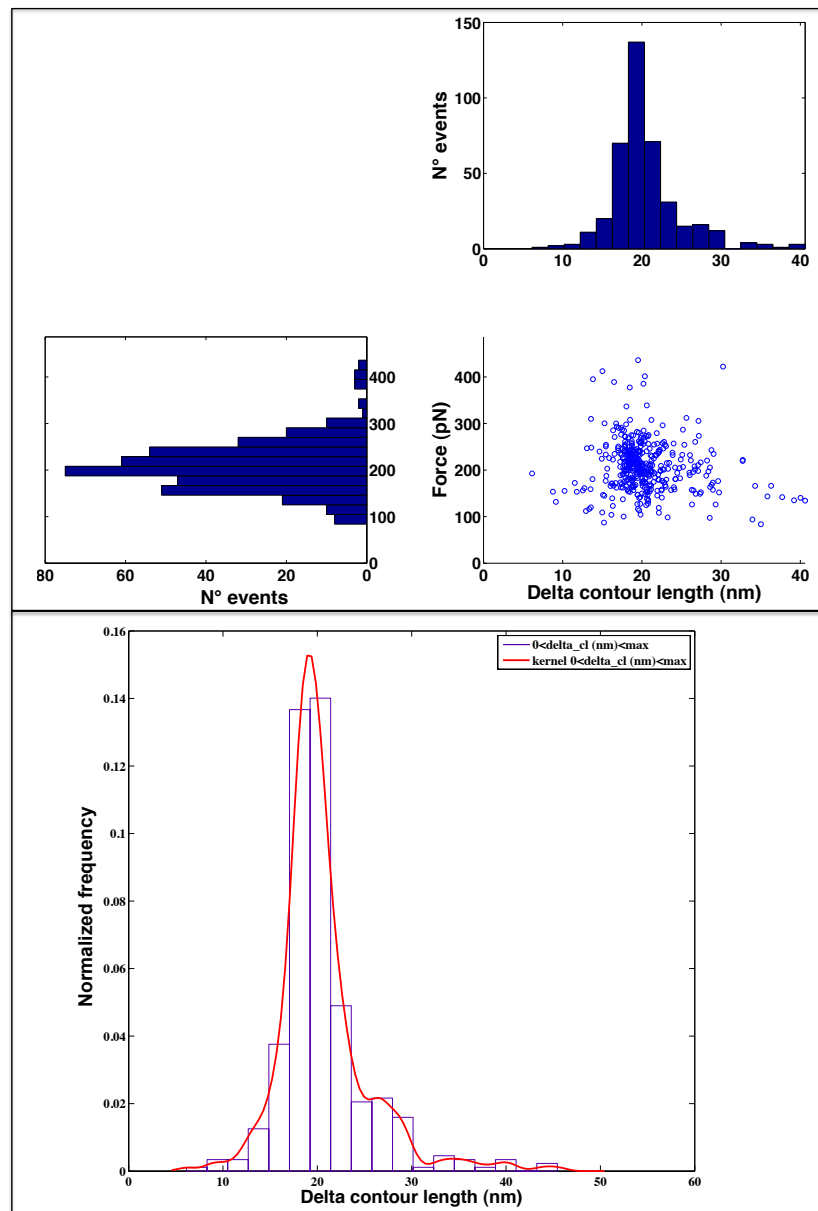 150
100
50
0
N° events
0 10 20 30 40
400
300
200
100
0
80 60 40 20 0
N° events
400
300
200
100
0
Force (pN)
0 10 20 30 40
Delta contour length (nm)
0.16
0.14
0.12
0.1
0.08
0.06
0.04
0.02
0
Normalized frequency
0<delta_cl (nm)<max
kernel 0<delta_cl (nm)<max
0 10 20 30 40 50 60
Delta contour length (nm)